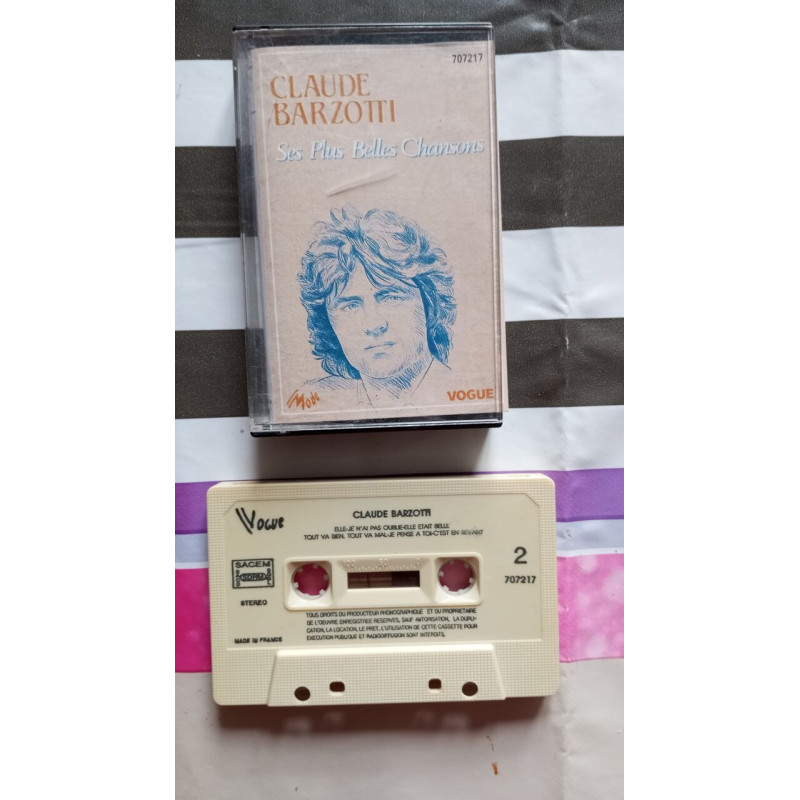 707217
CLAUDE
BARZOTTI
Ses Plus Belles Chansons
Mode
VOGUE
Vogue
CLAUDE BARZOTTI
ELLE-JE N'AI PAS OUBLIE-ELLE ETAIT BELLE
TOUT VA BIEN, TOUT VA MAL-JE PENSE A TOI-C'EST EN REVANT
SACEM
SDRM
STEREO
2
707217
TOUS DROITS DU PRODUCTEUR PHONOGRAPHIQUE ET DU PROPRIETAIRE
DE L'OEUVRE ENREGISTREE RESERVES, SAUF AUTORISATION, LA DUPLI-
CATION, LA LOCATION, LE PRET, L'UTILISATION DE CETTE CASSETTE POUR
EXECUTION PUBLIQUE ET RADIODIFFUSION SONT INTERDITS.
MADE IN FRANCE